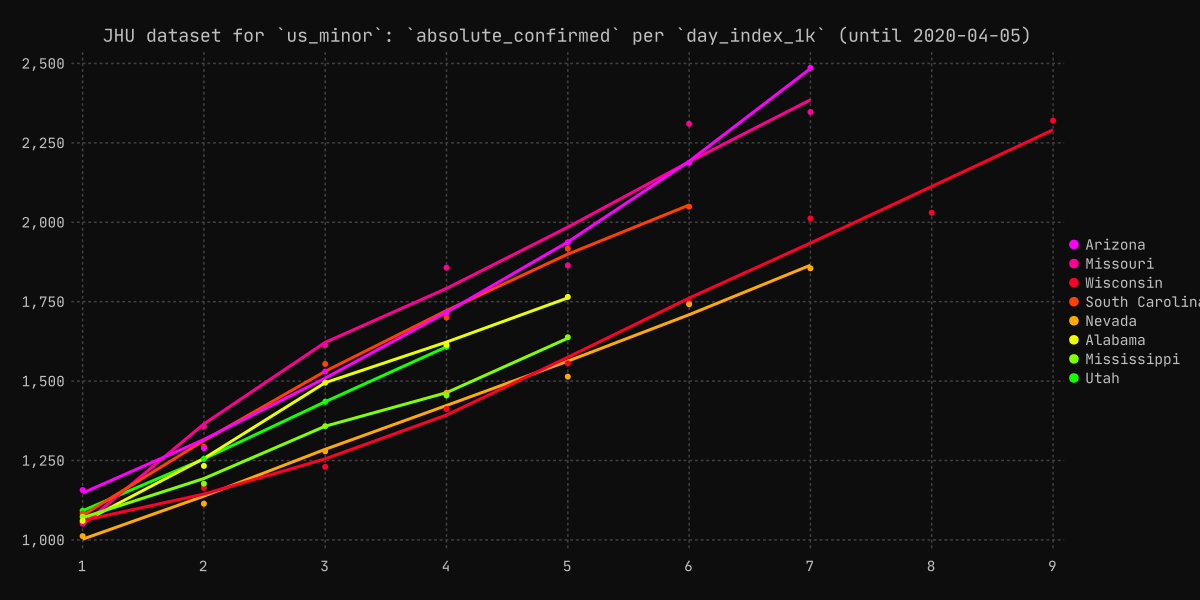 JHU dataset for `us_minor`: `absolute_confirmed` per `day_index_1k` (until 2020-04-05)
2,500
2,250
2,000
1,750
1,500
1,250
1,000
1 2 3 4 5 6 7 8 9
Arizona
Missouri
Wisconsin
South Carolina
Nevada
Alabama
Mississippi
Utah